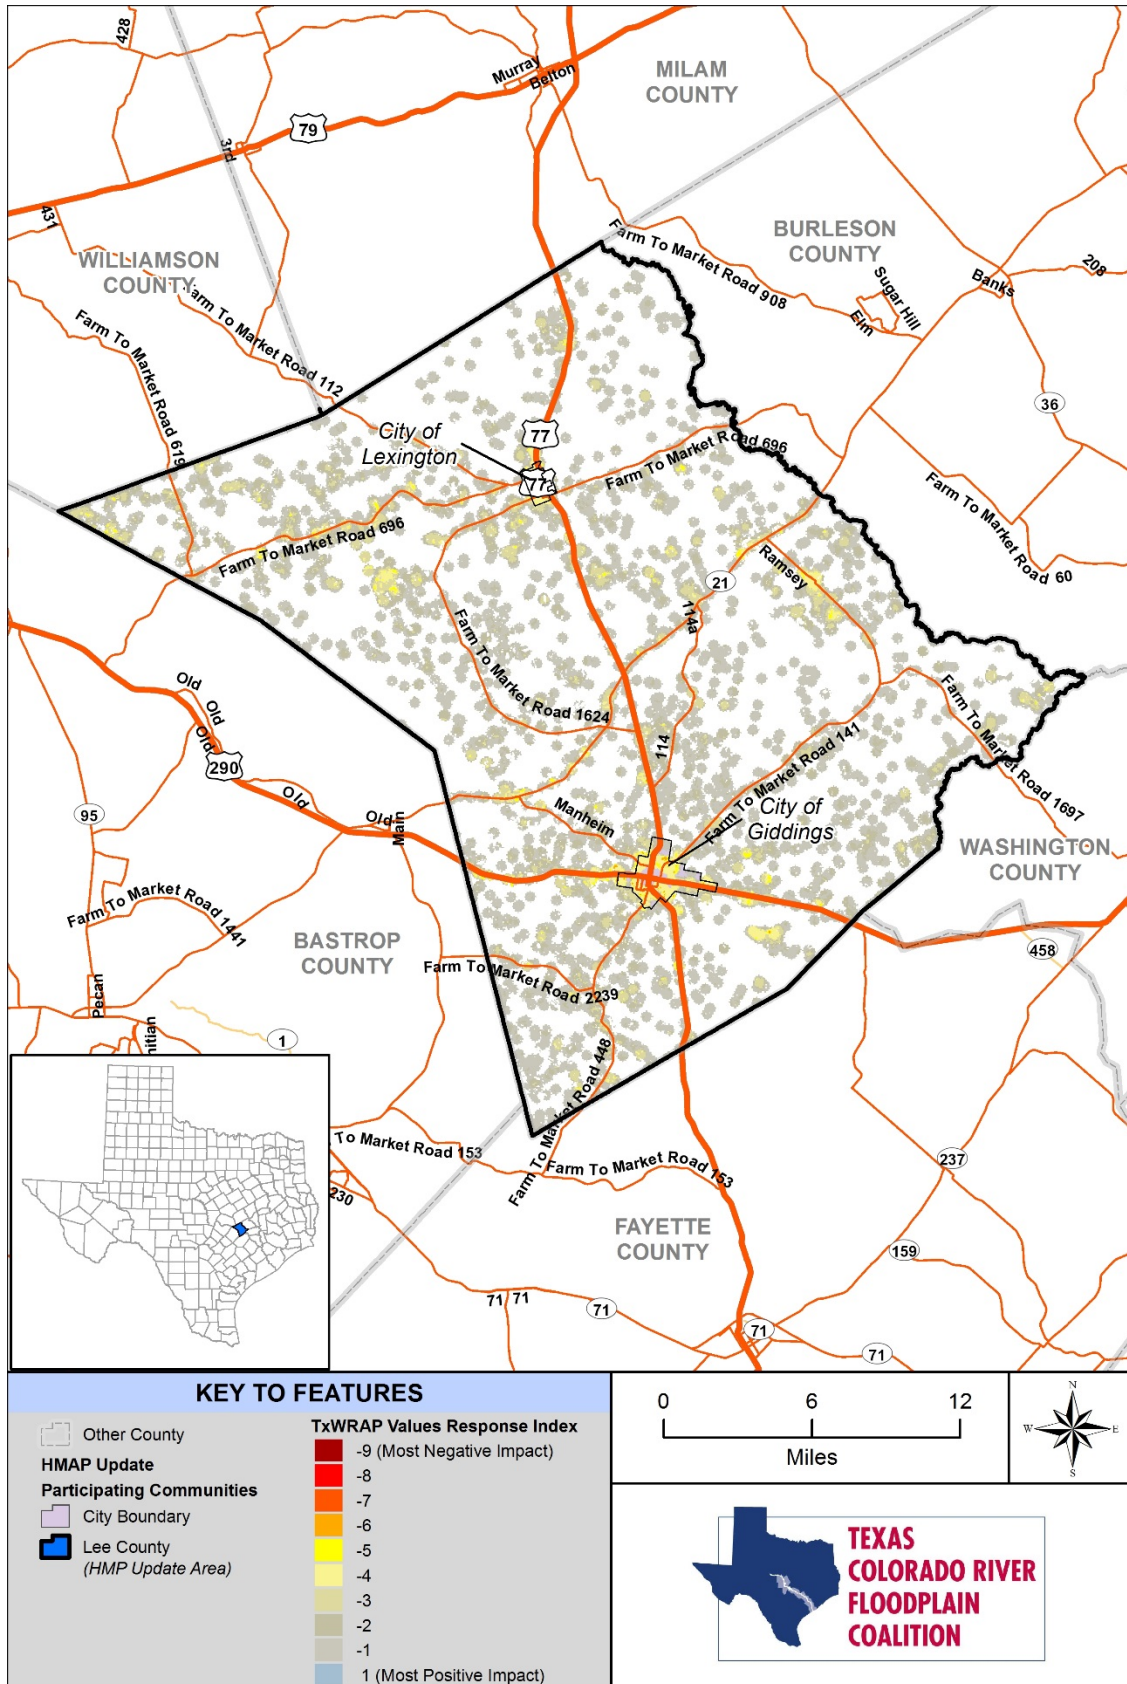 428
Murray
Belton
MILAM
COUNTY
79
3rd
431
WILLIAMSON
COUNTY
BURLESON
COUNTY
Farm To Market Road 908
Sugar Hill
Elm
Banks
208
Farm To Market Road 112
Farm To Market Road 619
36
77
City of
Lexington
77
Farm To Market Road 696
Farm To Market Road 696
Farm To Market Road 60
21
Ramsey
114a
Farm To Market Road 1624
114
Farm To Market Road 141
Farm To Market Road 1697
Old
Old
Old
290
Old
Old
Main
95
Manheim
City of
Giddings
WASHINGTON
COUNTY
Farm To Market Road 1441
BASTROP
COUNTY
Farm To Market Road 2239
458
Pecan
nitian
1
Farm To Market Road 448
To Market Road 153
Farm To Market Road 153
230
237
FAYETTE
COUNTY
159
71
71
71
71
71
KEY TO FEATURES
Other County
HMAP Update
Participating Communities
City Boundary
Lee County
(HMP Update Area)
TxWRAP Values Response Index
-9 (Most Negative Impact)
-8
-7
-6
-5
-4
-3
-2
-1
1 (Most Positive Impact)
0
6
12
Miles
N
W
E
S
TEXAS
COLORADO RIVER
FLOODPLAIN
COALITION